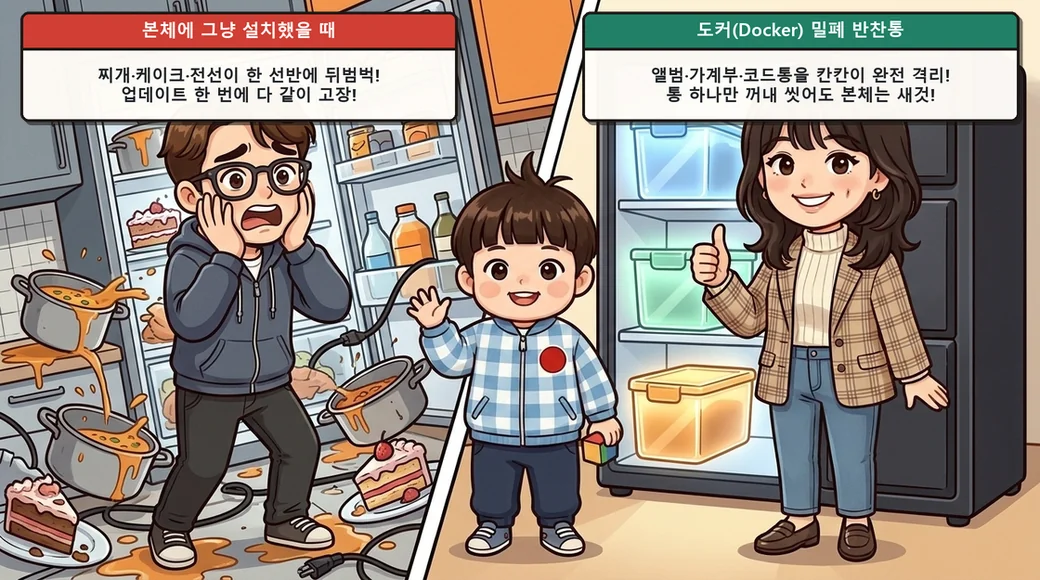 본체에 그냥 설치했을 때
찌개·케이크·전선이 한 선반에 뒤범벅!
업데이트 한 번에 다 같이 고장!
도커(Docker) 밀폐 반찬통
앨범·가계부·코드통을 칸칸이 완전 격리!
통 하나만 꺼내 씻어도 본체는 새것!